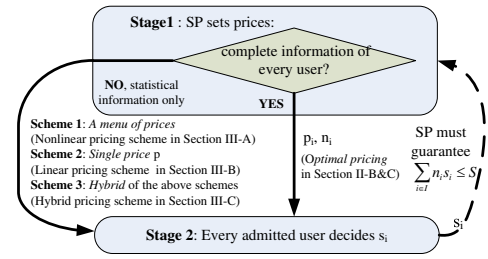 Stage1 : SP sets prices:
complete information of
every user?
NO, statistical
information only
YES
Scheme 1: A menu of prices
(Nonlinear pricing scheme in Section III-A)
Scheme 2: Single price p
(Linear pricing scheme in Section III-B)
Scheme 3: Hybrid of the above schemes
(Hybrid pricing scheme in Section III-C)
pᵢ, nᵢ
(Optimal pricing
in Section II-B&C)
SP must
guarantee
∑ nᵢsᵢ ≤ S
i∈I
sᵢ
Stage 2: Every admitted user decides sᵢ